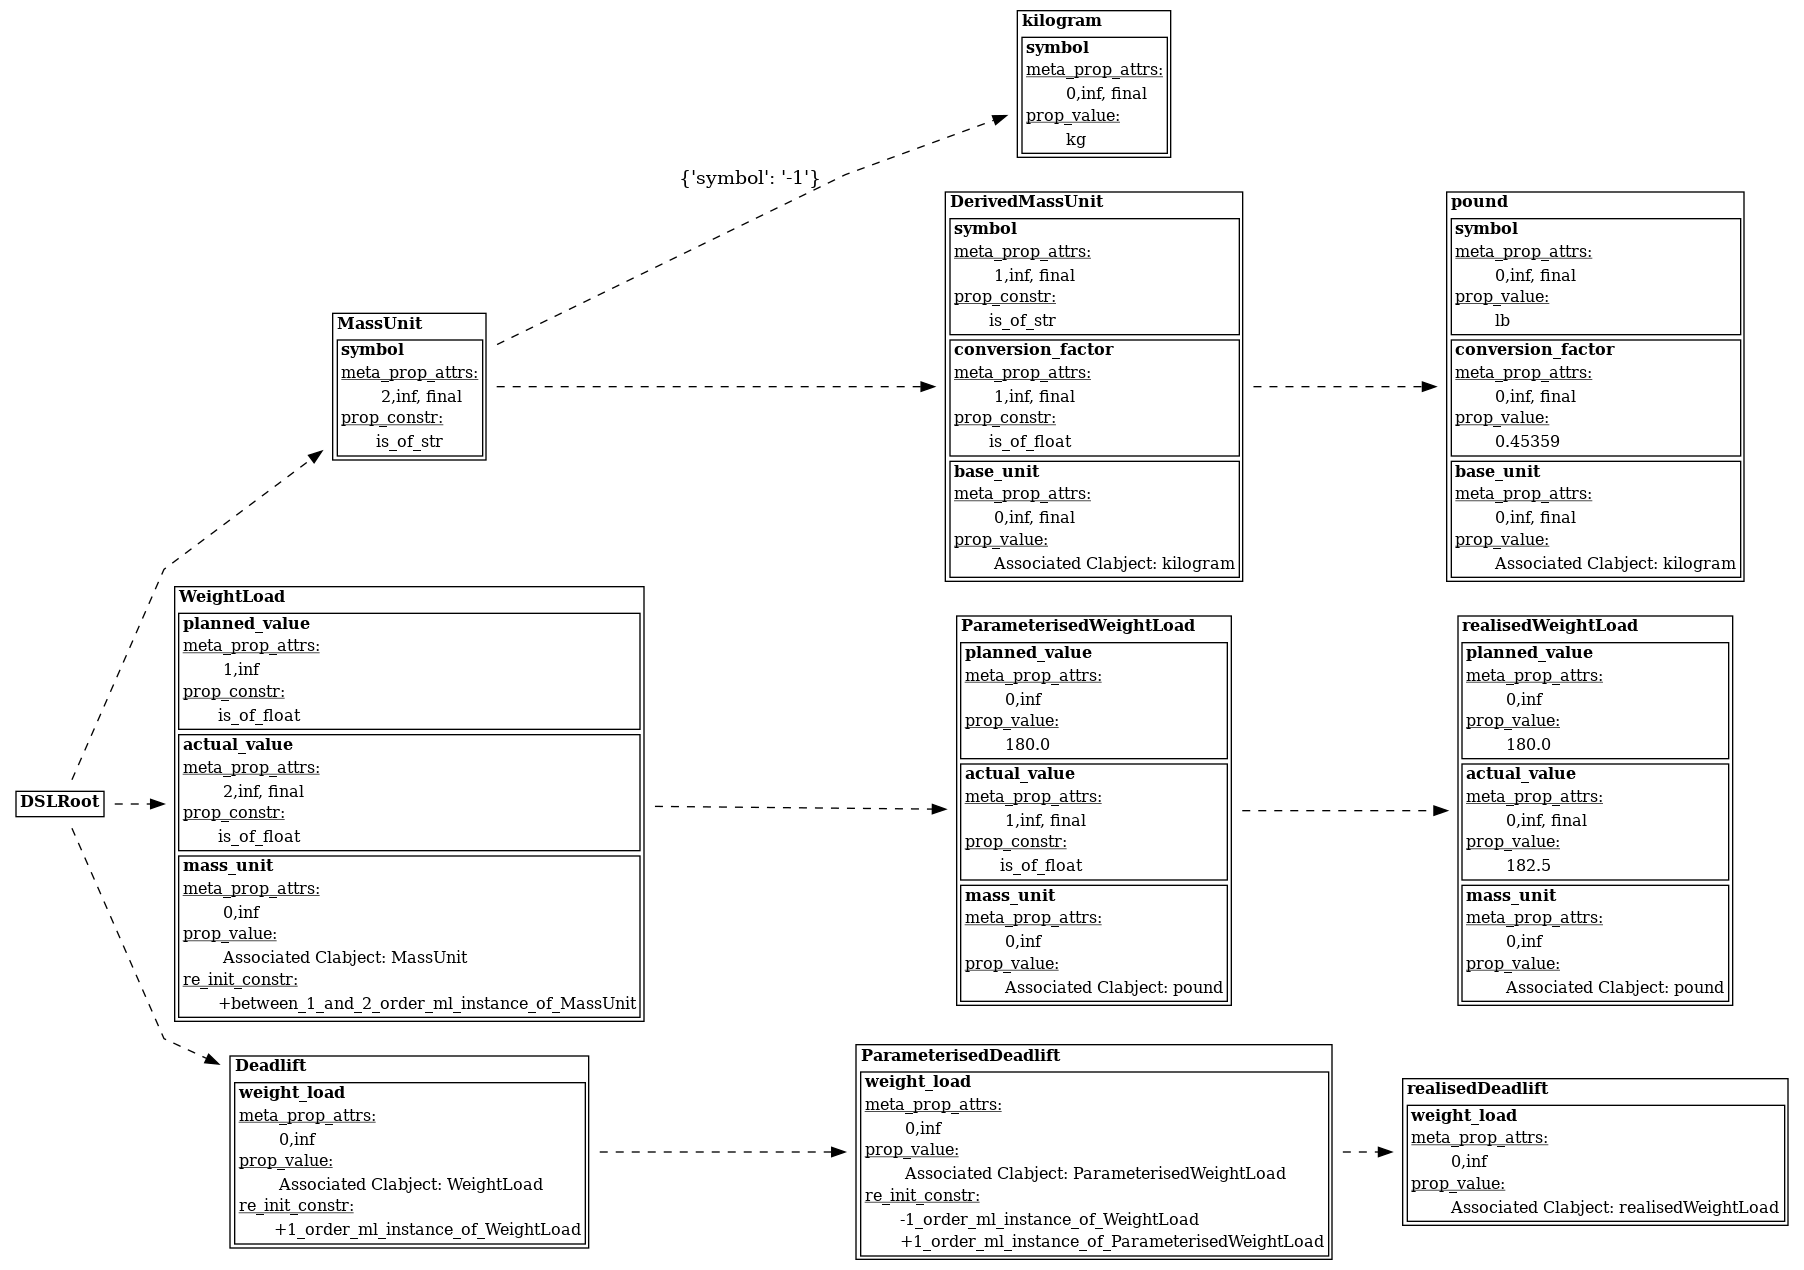 kilogram
symbol
meta_prop_attrs:
0,inf, final
prop_value:
kg
{'symbol': '-1'}
DerivedMassUnit
symbol
meta_prop_attrs:
1,inf, final
prop_constr:
is_of_str
conversion_factor
meta_prop_attrs:
1,inf, final
prop_constr:
is_of_float
base_unit
meta_prop_attrs:
0,inf, final
prop_value:
Associated Clabject: kilogram
pound
symbol
meta_prop_attrs:
0,inf, final
prop_value:
lb
conversion_factor
meta_prop_attrs:
0,inf, final
prop_value:
0.45359
base_unit
meta_prop_attrs:
0,inf, final
prop_value:
Associated Clabject: kilogram
MassUnit
symbol
meta_prop_attrs:
2,inf, final
prop_constr:
is_of_str
DSLRoot
WeightLoad
planned_value
meta_prop_attrs:
1,inf
prop_constr:
is_of_float
actual_value
meta_prop_attrs:
2,inf, final
prop_constr:
is_of_float
mass_unit
meta_prop_attrs:
0,inf
prop_value:
Associated Clabject: MassUnit
re_init_constr:
+between_1_and_2_order_ml_instance_of_MassUnit
ParameterisedWeightLoad
planned_value
meta_prop_attrs:
0,inf
prop_value:
180.0
actual_value
meta_prop_attrs:
1,inf, final
prop_constr:
is_of_float
mass_unit
meta_prop_attrs:
0,inf
prop_value:
Associated Clabject: pound
realisedWeightLoad
planned_value
meta_prop_attrs:
0,inf
prop_value:
180.0
actual_value
meta_prop_attrs:
0,inf, final
prop_value:
182.5
mass_unit
meta_prop_attrs:
0,inf
prop_value:
Associated Clabject: pound
Deadlift
weight_load
meta_prop_attrs:
0,inf
prop_value:
Associated Clabject: WeightLoad
re_init_constr:
+1_order_ml_instance_of_WeightLoad
ParameterisedDeadlift
weight_load
meta_prop_attrs:
0,inf
prop_value:
Associated Clabject: ParameterisedWeightLoad
re_init_constr:
-1_order_ml_instance_of_WeightLoad
+1_order_ml_instance_of_ParameterisedWeightLoad
realisedDeadlift
weight_load
meta_prop_attrs:
0,inf
prop_value:
Associated Clabject: realisedWeightLoad